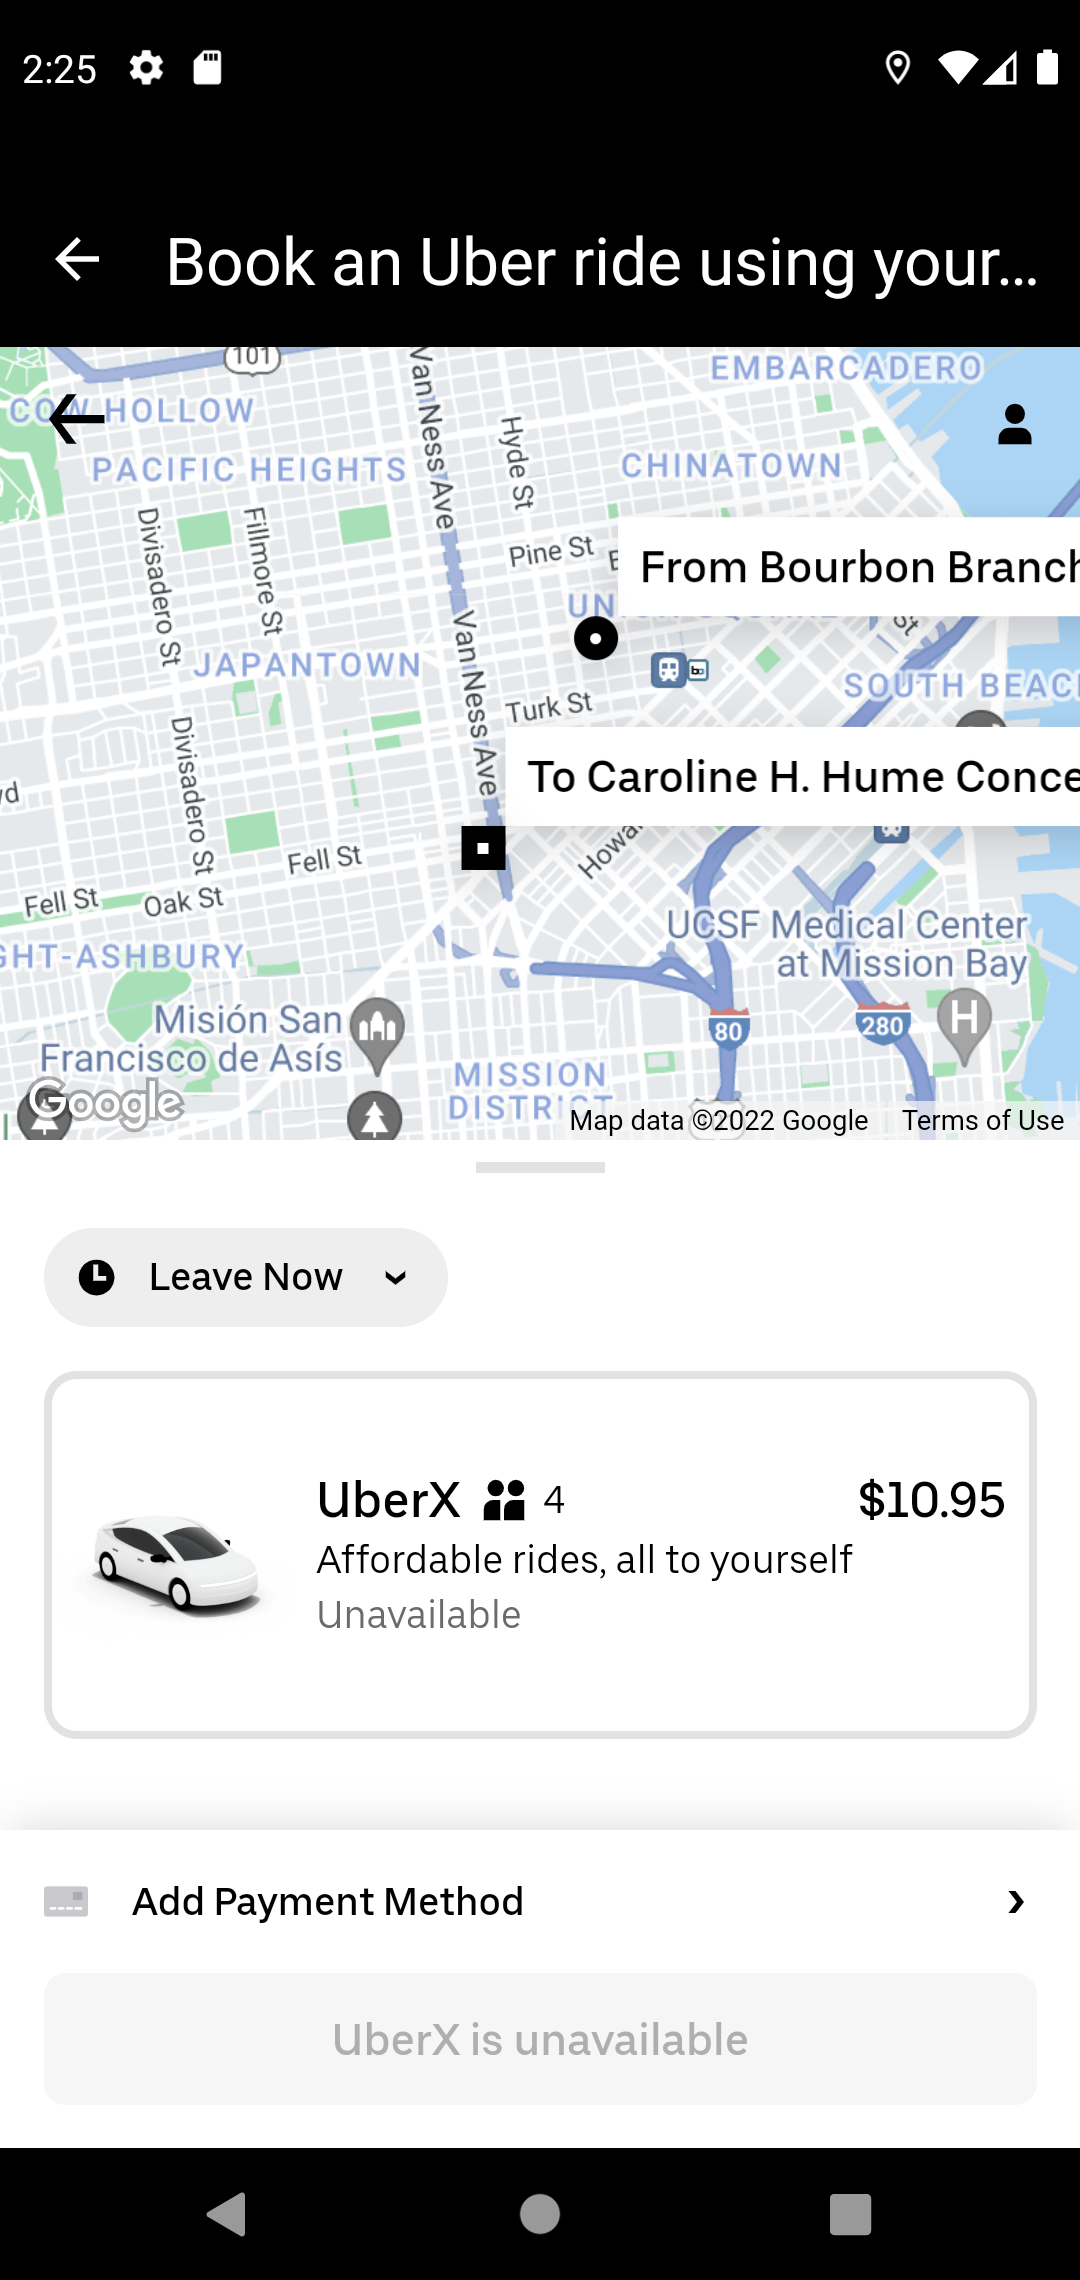 2:25
Book an Uber ride using your...
101
EMBARCADERO
COW HOLLOW
Van Ness Ave
Hyde St
PACIFIC HEIGHTS
CHINATOWN
Divisadero St
Fillmore St
Pine St
From Bourbon Branch
St
JAPANTOWN
Van Ness Ave
Turk St
SOUTH BEAC
Divisadero St
To Caroline H. Hume Conce
Fell St
Howa
Fell St
Oak St
UCSF Medical Center
at Mission Bay
GHT-ASHBURY
H
Misión San
Francisco de Asís
80
280
MISSION
DISTRICT
Google
Map data ©2022 Google
Terms of Use
Leave Now
UberX 4
$10.95
Affordable rides, all to yourself
Unavailable
Add Payment Method
UberX is unavailable